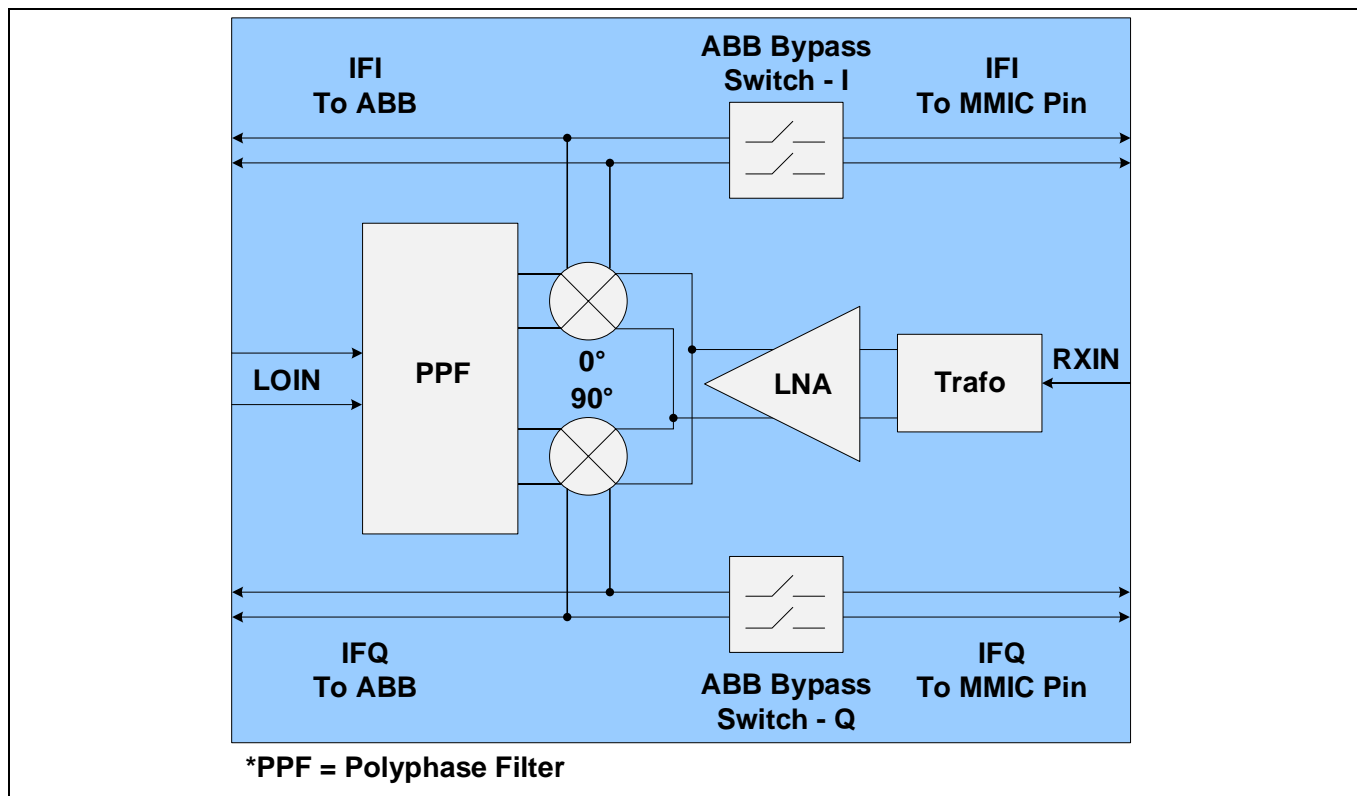 IFI
To ABB
ABB Bypass
Switch - I
IFI
To MMIC Pin
LOIN
PPF
0°
90°
LNA
Trafo
RXIN
IFQ
To ABB
ABB Bypass
Switch - Q
IFQ
To MMIC Pin
*PPF = Polyphase Filter